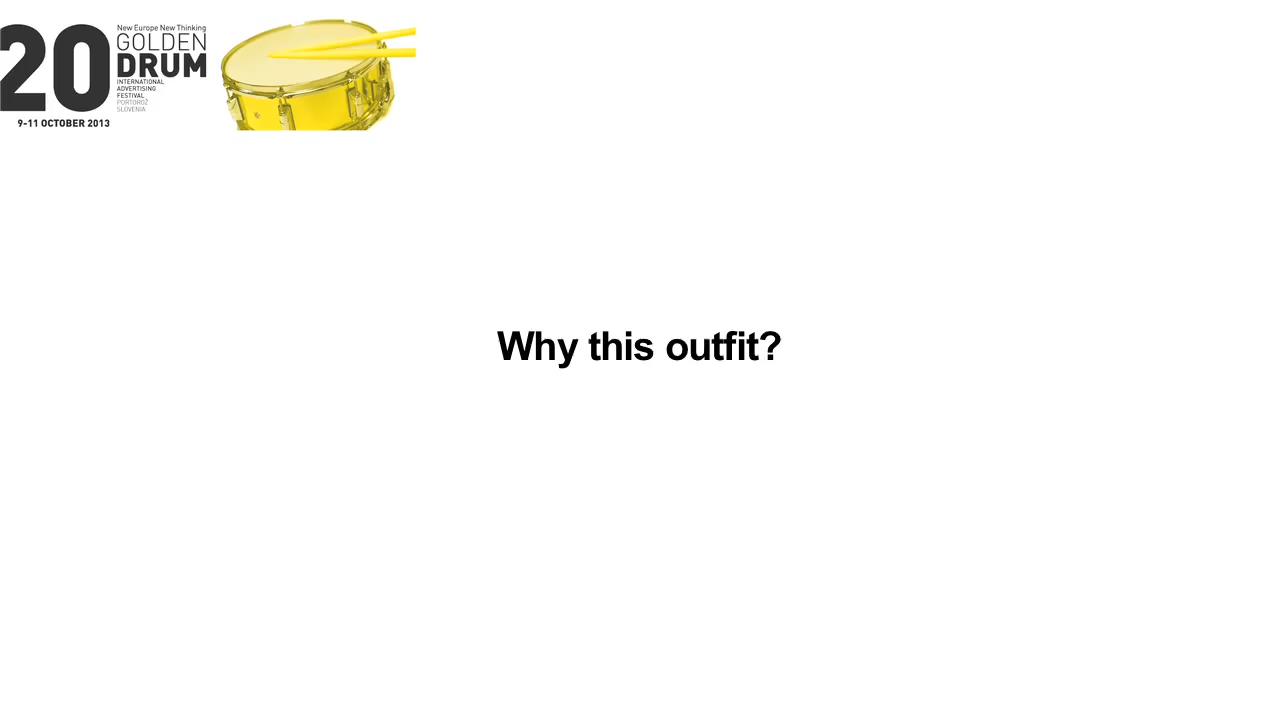 20
New Europe New Thinking
GOLDEN
DRUM
INTERNATIONAL
ADVERTISING
FESTIVAL
PORTOROŽ
SLOVENIA
9-11 OCTOBER 2013
Why this outfit?